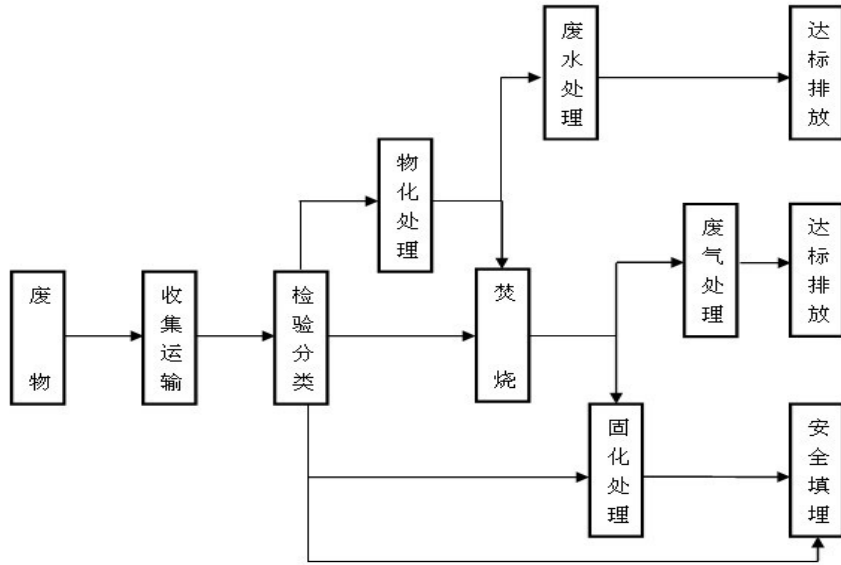 废水处理
达标排放
物化处理
废气处理
达标排放
废物
收集运输
检验分类
焚烧
固化处理
安全填埋